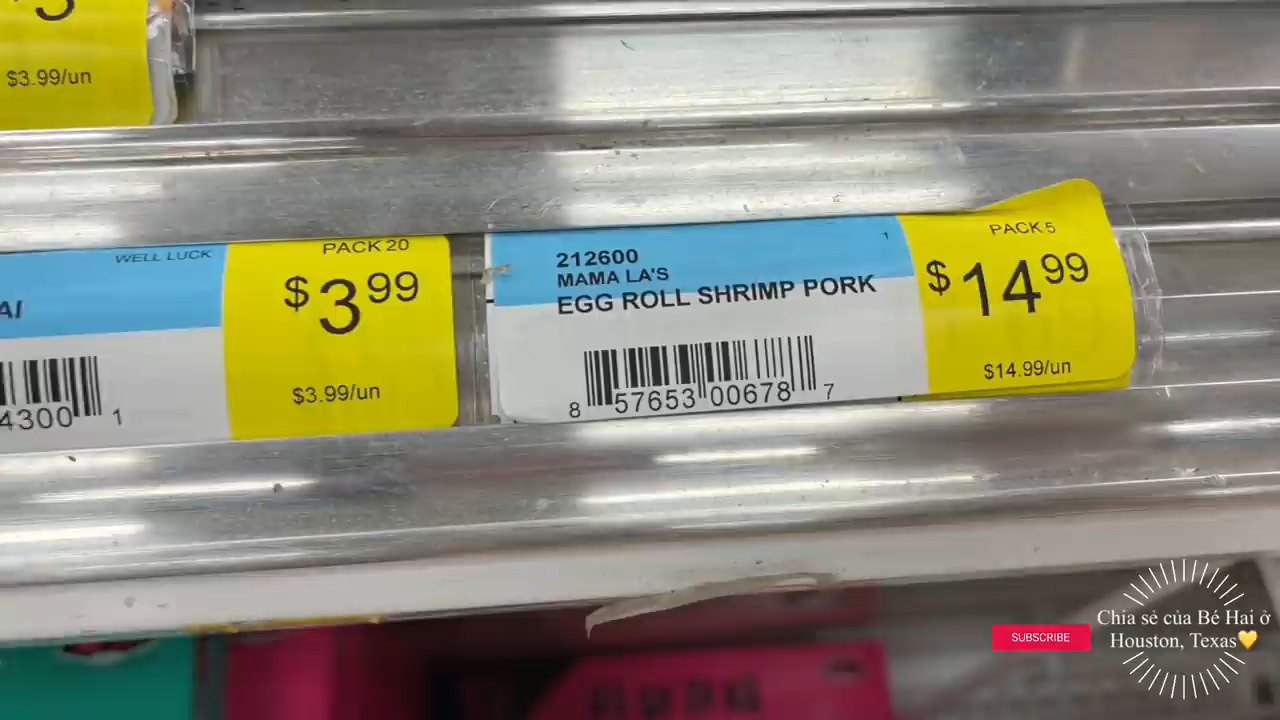 $3.99/un
WELL LUCK
PACK 20
$3.99
$3.99/un
4300 1
212600
MAMA LA'S
EGG ROLL SHRIMP PORK
1
8 57653 00678 7
PACK 5
$14.99
$14.99/un
SUBSCRIBE
Chia sẻ của Bé Hai ở
Houston, Texas💛